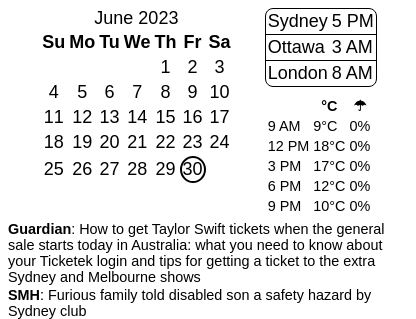 June 2023
Su Mo Tu We Th Fr Sa
1 2 3
4 5 6 7 8 9 10
11 12 13 14 15 16 17
18 19 20 21 22 23 24
25 26 27 28 29 30
Sydney 5 PM
Ottawa 3 AM
London 8 AM
°C ☂
9 AM 9°C 0%
12 PM 18°C 0%
3 PM 17°C 0%
6 PM 12°C 0%
9 PM 10°C 0%
Guardian: How to get Taylor Swift tickets when the general
sale starts today in Australia: what you need to know about
your Ticketek login and tips for getting a ticket to the extra
Sydney and Melbourne shows
SMH: Furious family told disabled son a safety hazard by
Sydney club